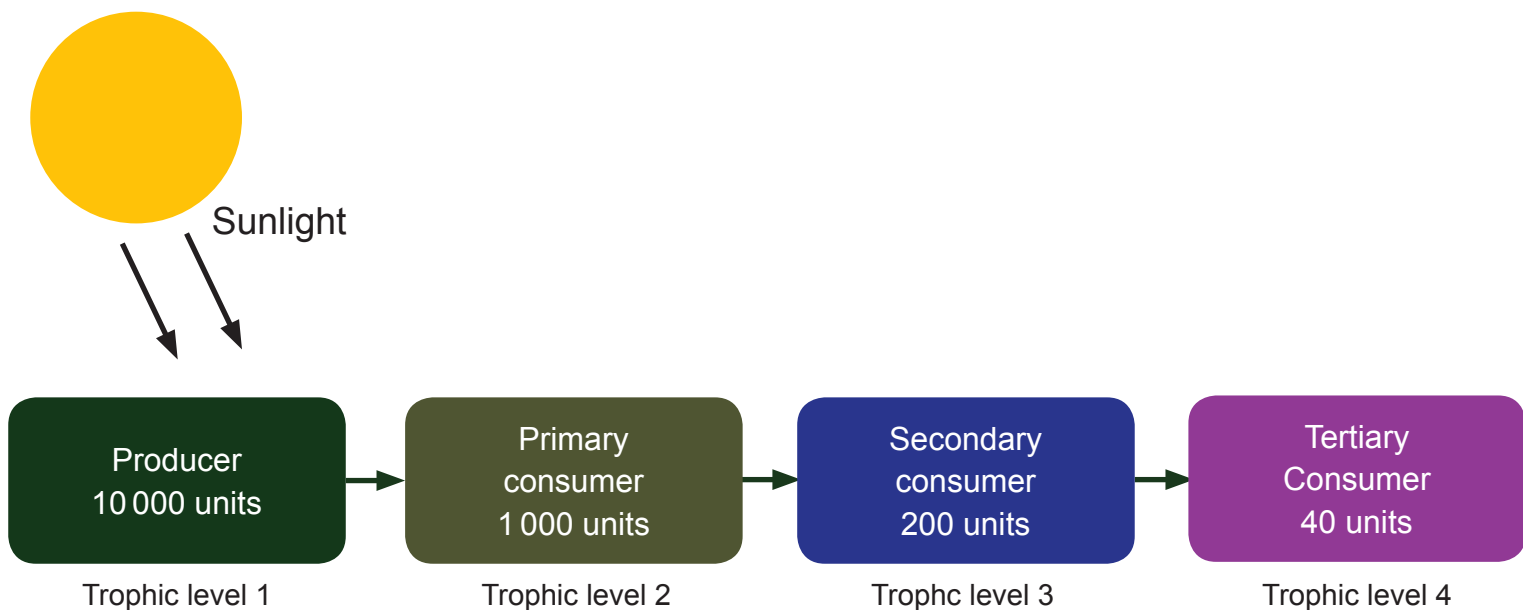 Sunlight
Producer
10 000 units
Primary
consumer
1 000 units
Secondary
consumer
200 units
Tertiary
Consumer
40 units
Trophic level 1
Trophic level 2
Trophc level 3
Trophic level 4